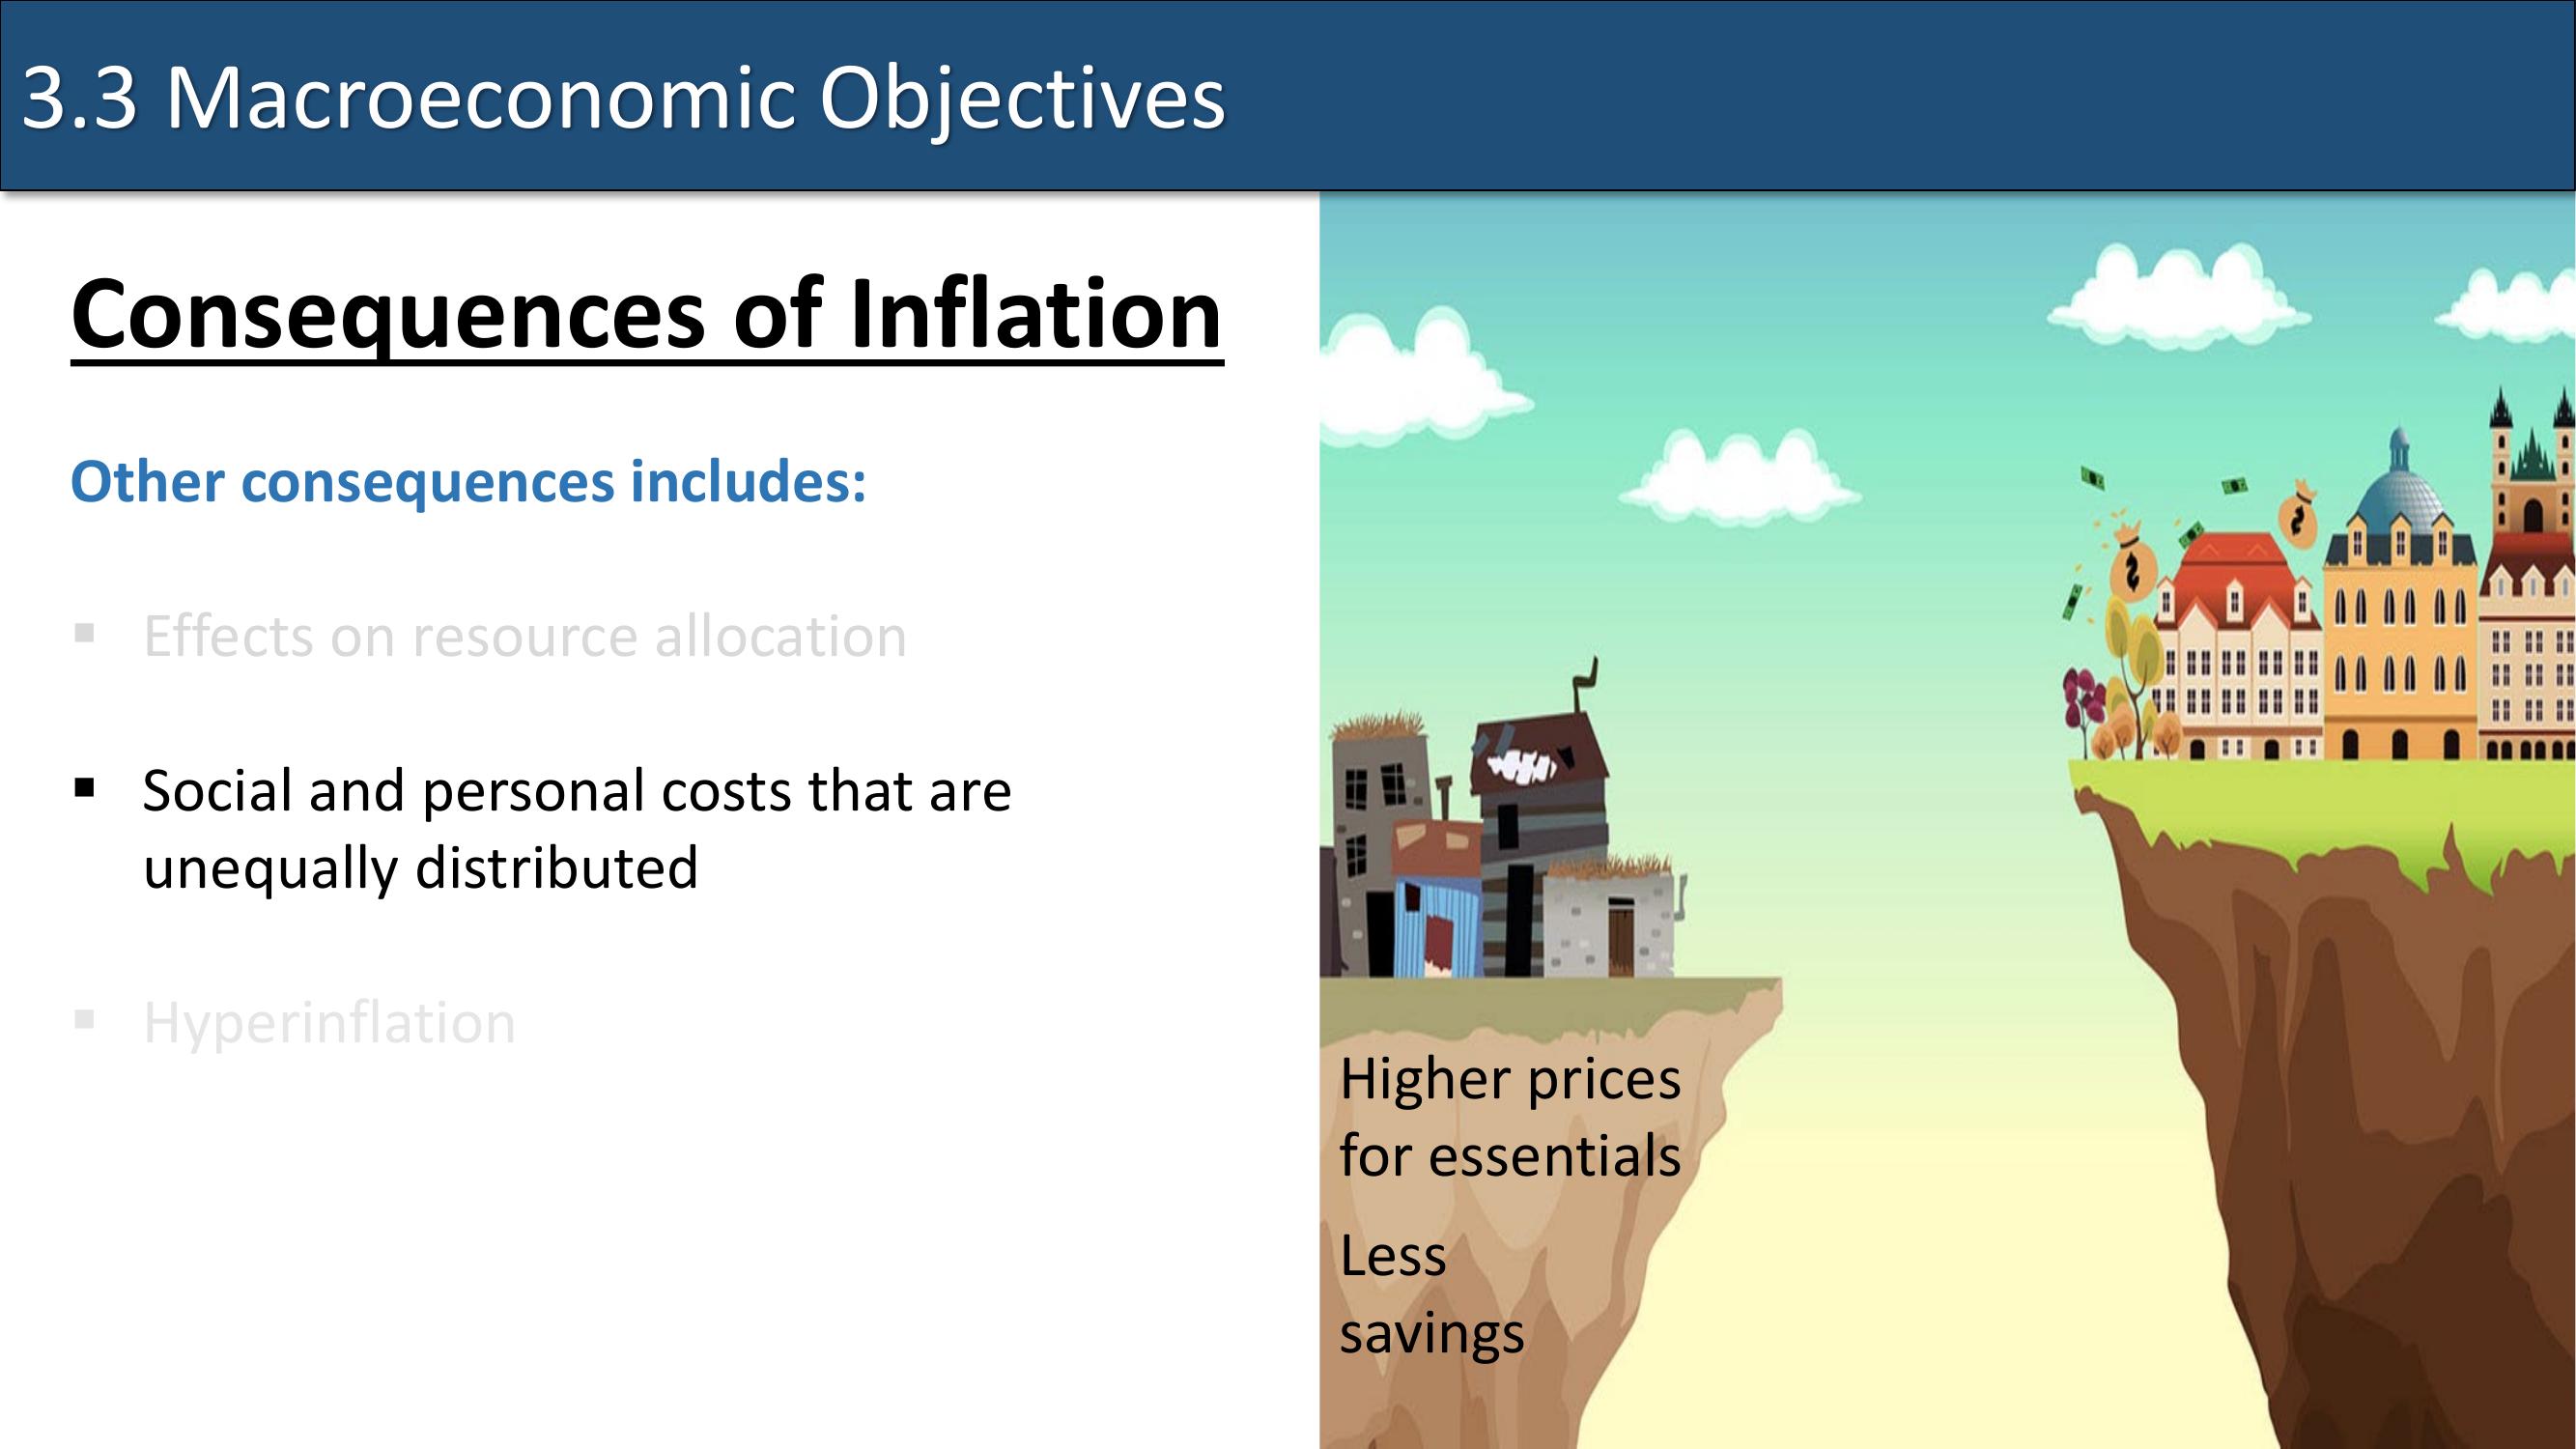 3.3 Macroeconomic Objectives
Consequences of Inflation
Other consequences includes:
▪ Effects on resource allocation
▪ Social and personal costs that are
unequally distributed
▪ Hyperinflation
Higher prices
for essentials
Less
savings